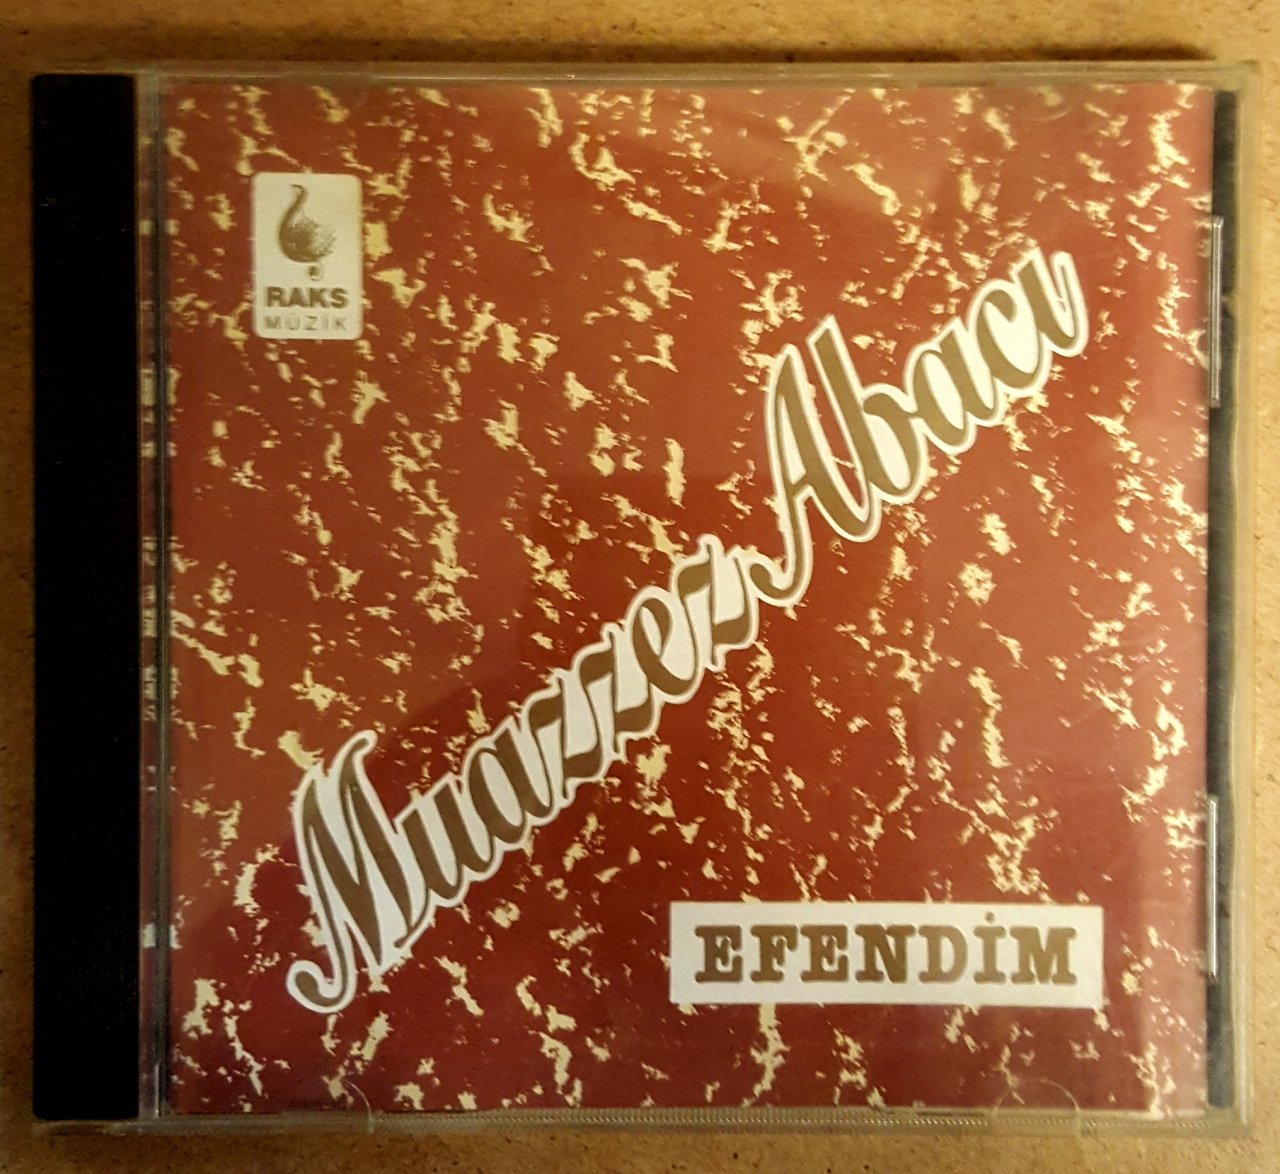 RAKS
MÜZİK
Muazzez Abacı
EFENDİM